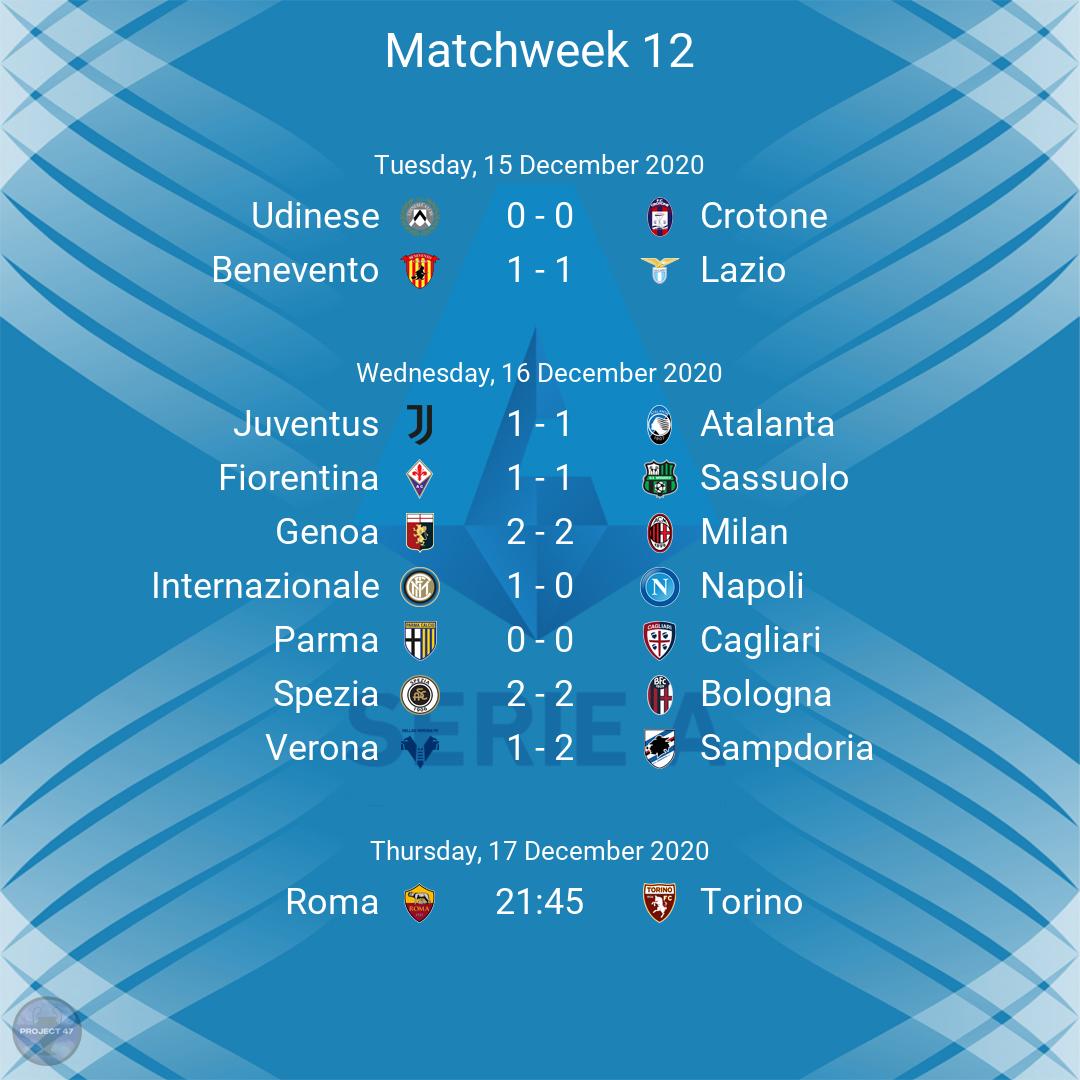 Matchweek 12
Tuesday, 15 December 2020
Udinese 0 - 0 Crotone
Benevento 1 - 1 Lazio
Wednesday, 16 December 2020
Juventus 1 - 1 Atalanta
Fiorentina 1 - 1 Sassuolo
Genoa 2 - 2 Milan
Internazionale 1 - 0 Napoli
Parma 0 - 0 Cagliari
Spezia 2 - 2 Bologna
SERIE A
Verona 1 - 2 Sampdoria
Thursday, 17 December 2020
Roma 21:45 Torino
PROJECT 47